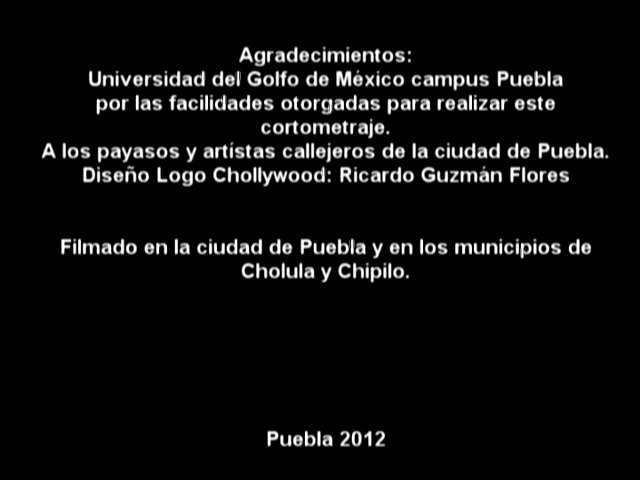 Agradecimientos:
Universidad del Golfo de México campus Puebla
por las facilidades otorgadas para realizar este
cortometraje.
A los payasos y artistas callejeros de la ciudad de Puebla.
Diseño Logo Chollywood: Ricardo Guzmán Flores
Filmado en la ciudad de Puebla y en los municipios de
Cholula y Chipilo.
Puebla 2012